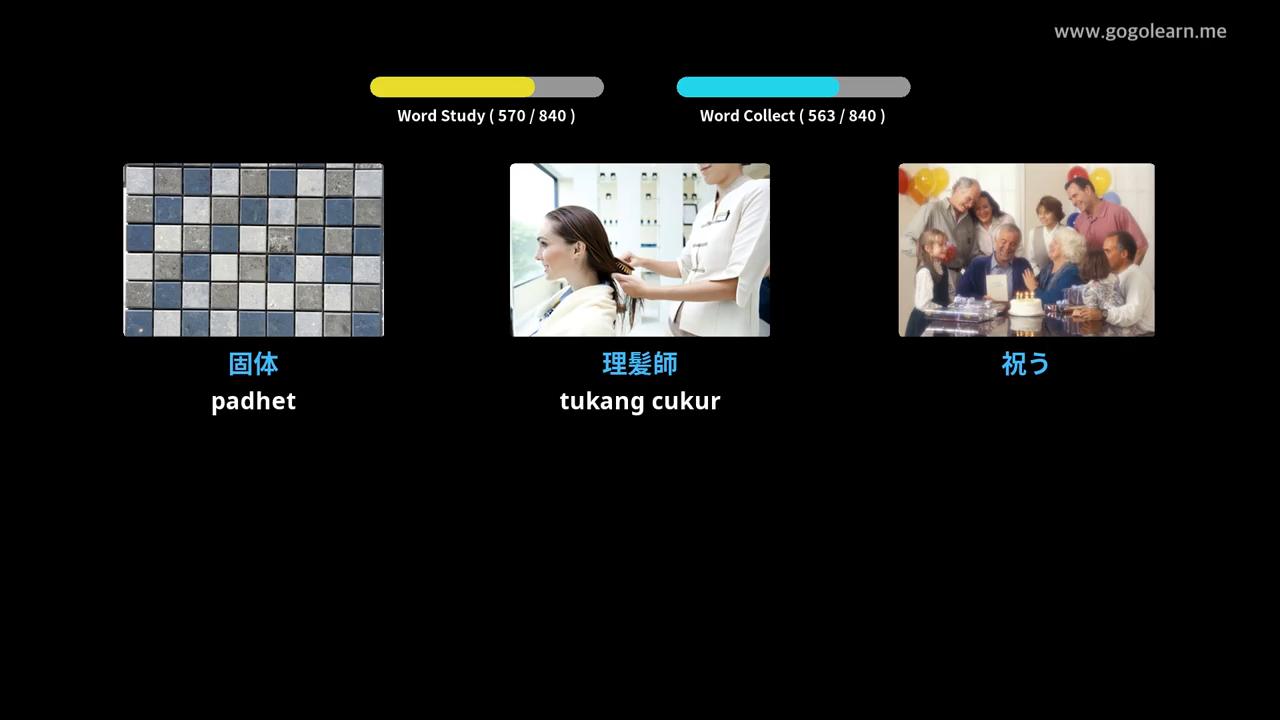 www.gogolearn.me
Word Study ( 570 / 840 )
Word Collect ( 563 / 840 )
固体
padhet
理髪師
tukang cukur
祝う